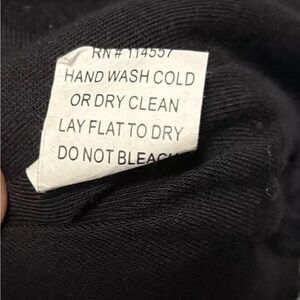 RN # 114557
HAND WASH COLD
OR DRY CLEAN
LAY FLAT TO DRY
DO NOT BLEACH